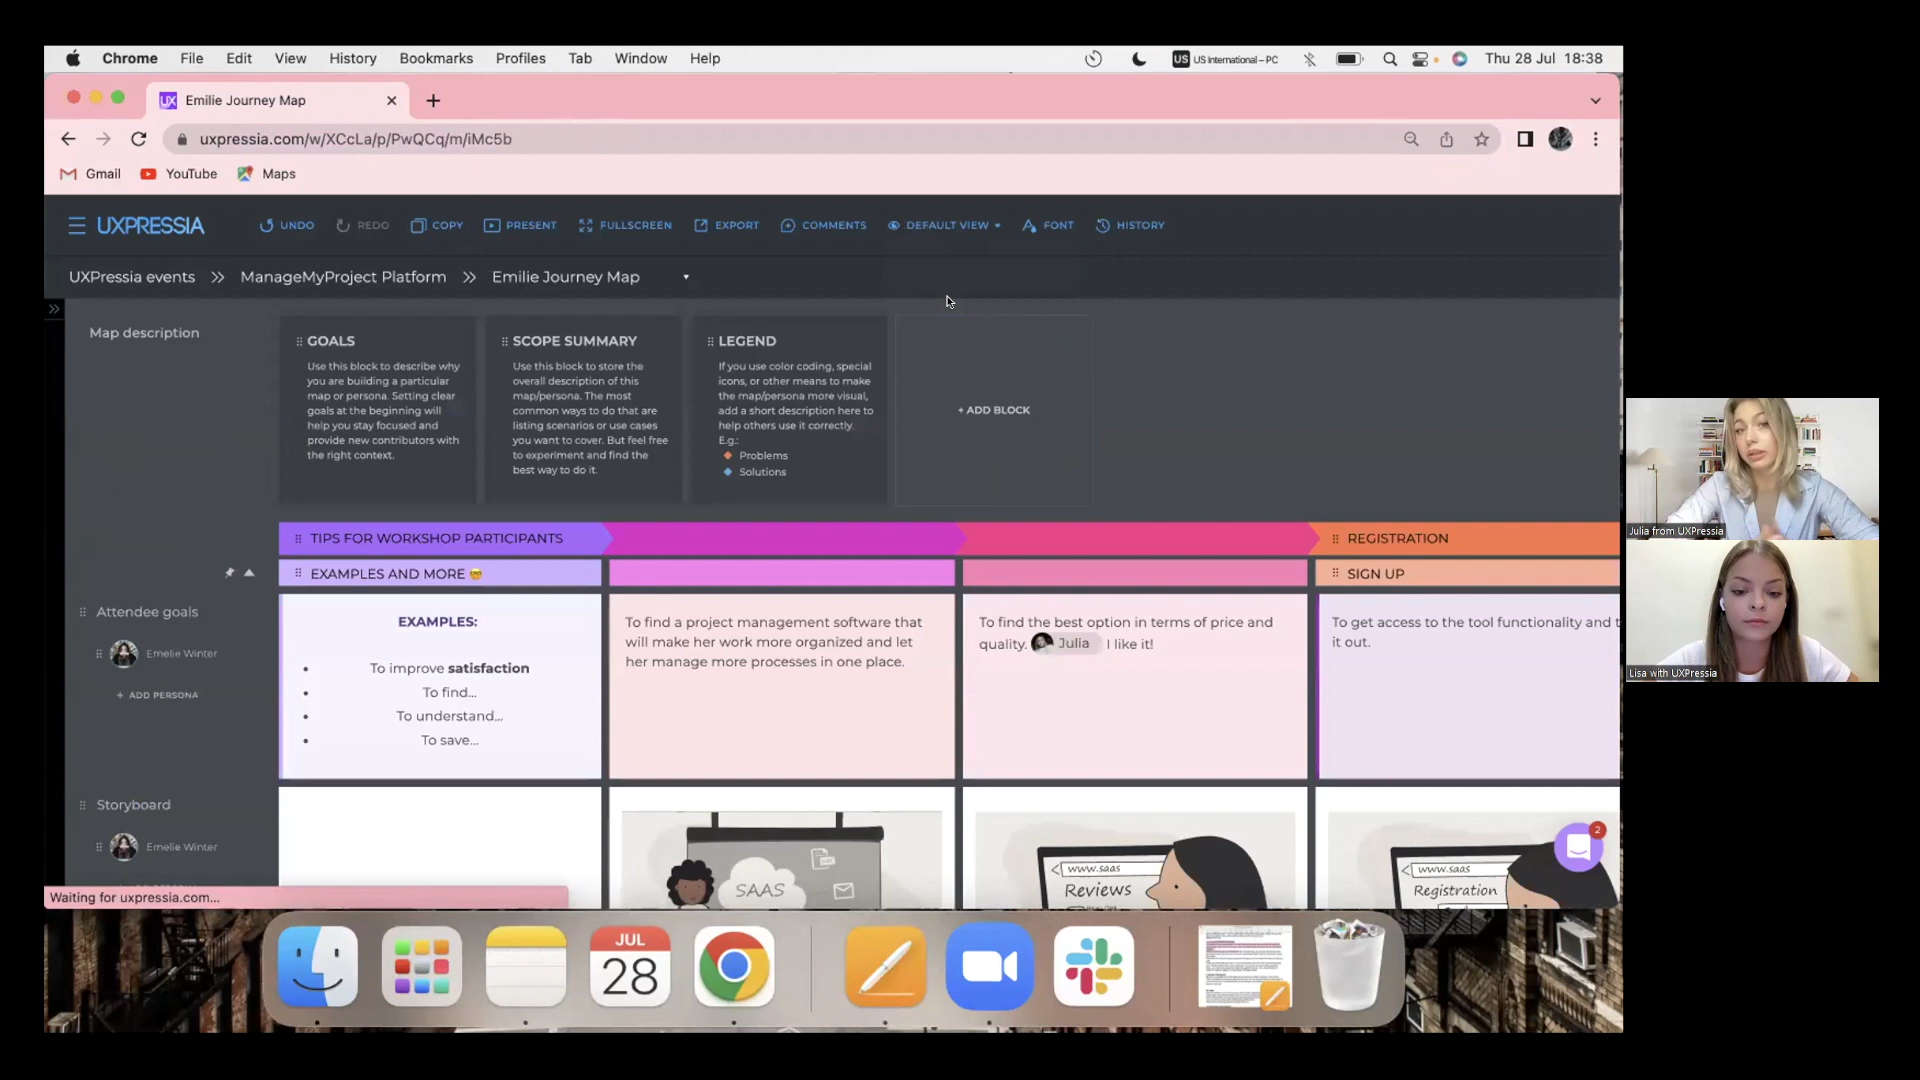 Chrome File Edit View History Bookmarks Profiles Tab Window Help US US International – PC Thu 28 Jul 18:38
UX Emilie Journey Map
uxpressia.com/w/XCcLa/p/PwQCq/m/iMc5b
Gmail YouTube Maps
UXPRESSIA UNDO REDO COPY PRESENT FULLSCREEN EXPORT COMMENTS DEFAULT VIEW FONT HISTORY
UXPressia events >> ManageMyProject Platform >> Emilie Journey Map
Map description
GOALS
Use this block to describe why
you are building a particular
map or persona. Setting clear
goals at the beginning will
help you stay focused and
provide new contributors with
the right context.
SCOPE SUMMARY
Use this block to store the
overall description of this
map/persona. The most
common ways to do that are
listing scenarios or use cases
you want to cover. But feel free
to experiment and find the
best way to do it.
LEGEND
If you use color coding, special
icons, or other means to make
the map/persona more visual,
add a short description here to
help others use it correctly.
E.g.:
Problems
Solutions
+ ADD BLOCK
TIPS FOR WORKSHOP PARTICIPANTS
REGISTRATION
EXAMPLES AND MORE 🤓
SIGN UP
Attendee goals
Emelie Winter
+ ADD PERSONA
EXAMPLES:
• To improve satisfaction
• To find...
• To understand...
• To save...
To find a project management software that
will make her work more organized and let
her manage more processes in one place.
To find the best option in terms of price and
quality. Julia I like it!
To get access to the tool functionality and t
it out.
Storyboard
Emelie Winter
SAAS
www.saas
Reviews
www.saas
Registration
2
Waiting for uxpressia.com...
JUL
28
Julia from UXPressia
Lisa with UXPressia